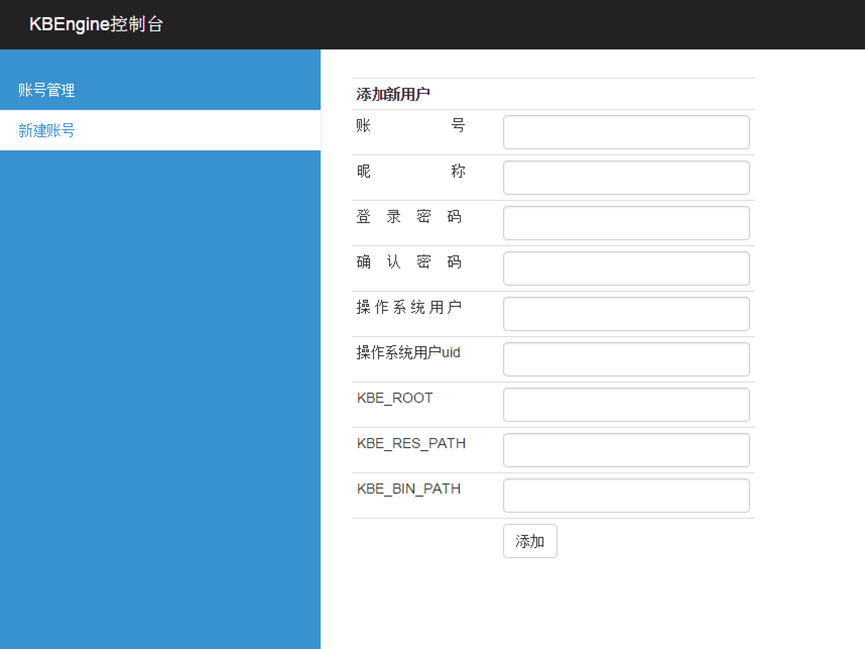 KBEngine控制台
账号管理
新建账号
添加新用户
账 号
昵 称
登 录 密 码
确 认 密 码
操 作 系 统 用 户
操作系统用户uid
KBE_ROOT
KBE_RES_PATH
KBE_BIN_PATH
添加